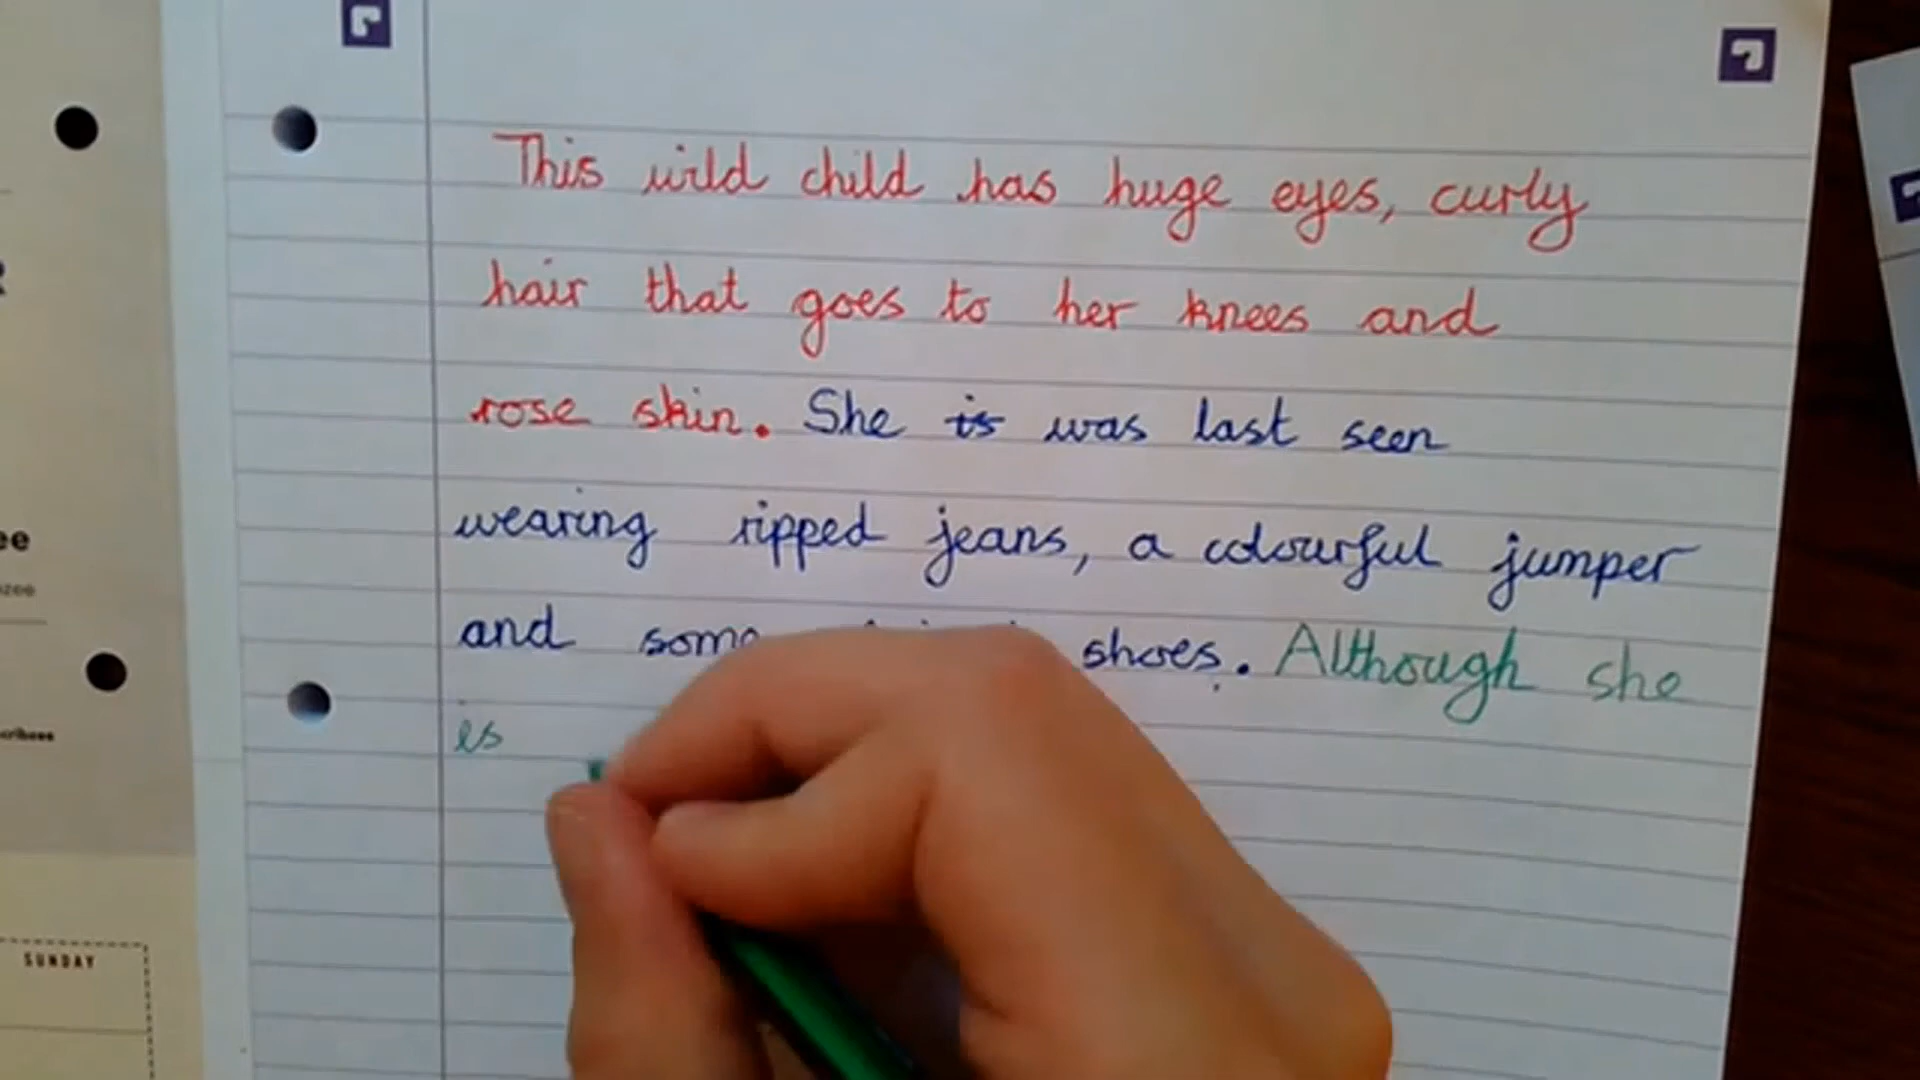 This wild child has huge eyes, curly
hair that goes to her knees and
rose skin. She is was last seen
wearing ripped jeans, a colourful jumper
and some shoes. Although she
is
SUNDAY